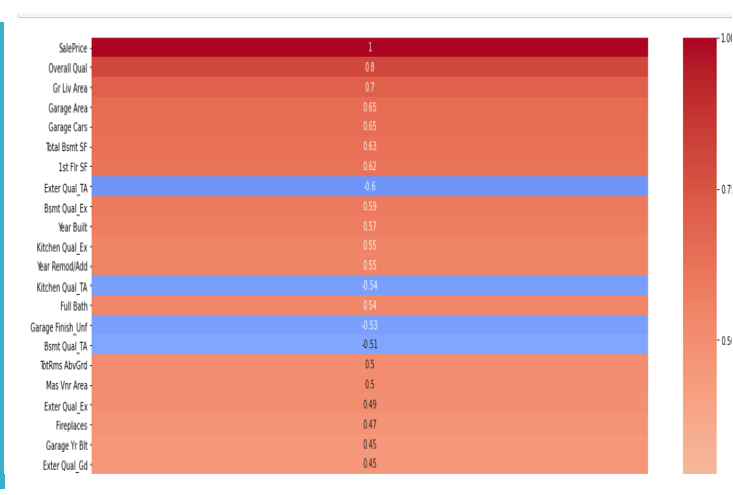 SalePrice 1
Overall Qual 0.8
Gr Liv Area 0.7
Garage Area 0.65
Garage Cars 0.65
Total Bsmt SF 0.63
1st Flr SF 0.62
Exter Qual_TA -0.6
Bsmt Qual_Ex 0.59
Year Built 0.57
Kitchen Qual_Ex 0.55
Year Remod/Add 0.55
Kitchen Qual_TA -0.54
Full Bath 0.54
Garage Finish_Unf -0.53
Bsmt Qual_TA -0.51
TotRms AbvGrd 0.5
Mas Vnr Area 0.5
Exter Qual_Ex 0.49
Fireplaces 0.47
Garage Yr Blt 0.45
Exter Qual_Gd 0.45
1.00
0.75